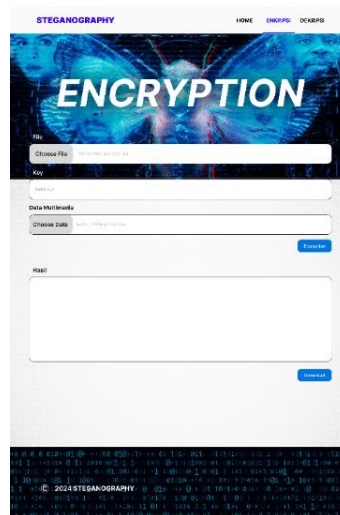 STEGANOGRAPHY HOME ENKRIPSI DEKRIPSI
ENCRYPTION
File
Choose File
Key
Data Multimedia
Choose Data
Encryption
Hasil
Download
© 2024 STEGANOGRAPHY